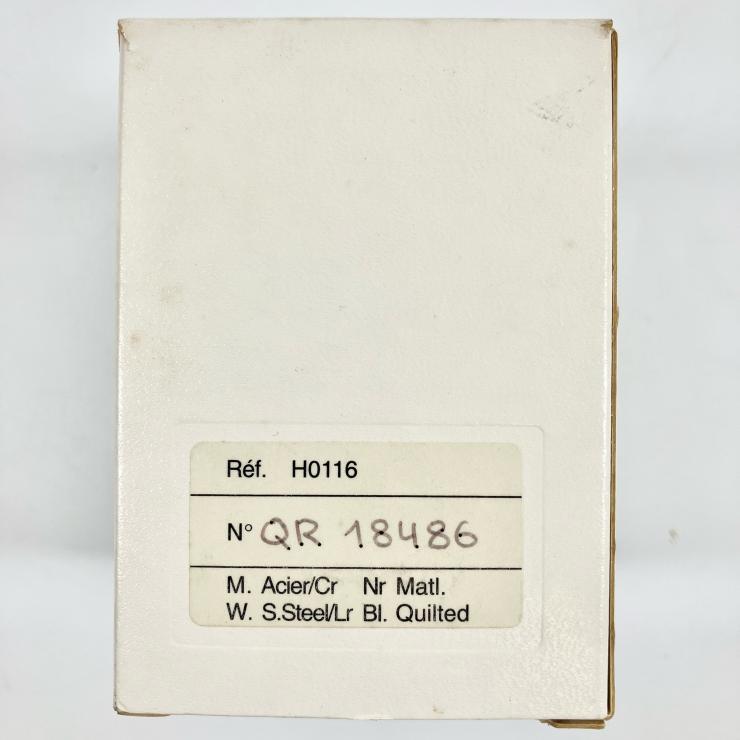 Réf. H0116
N° QR 18486
M. Acier/Cr Nr Matl.
W. S.Steel/Lr Bl. Quilted